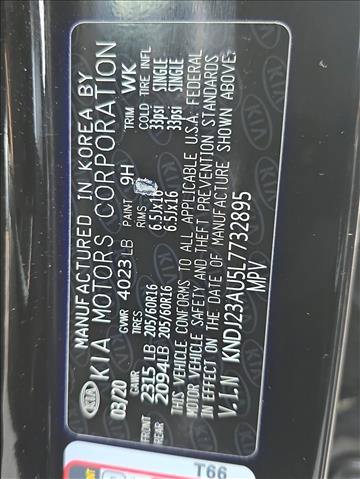 KIA MANUFACTURED IN KOREA BY
KIA MOTORS CORPORATION
03/20 GVWR 4023 LB PAINT 9H TRIM WK
GAWR TIRES RIMS COLD TIRE INFL
FRONT 2315 LB 205/60R16 6.5Jx16 33psi SINGLE
REAR 2094LB 205/60R16 6.5Jx16 33psi SINGLE
THIS VEHICLE CONFORMS TO ALL APPLICABLE U.S.A. FEDERAL
MOTOR VEHICLE SAFETY AND THEFT PREVENTION STANDARDS
IN EFFECT ON THE DATE OF MANUFACTURE SHOWN ABOVE.
V.I.N KNDJ23AU5L7732895
MPV
T66